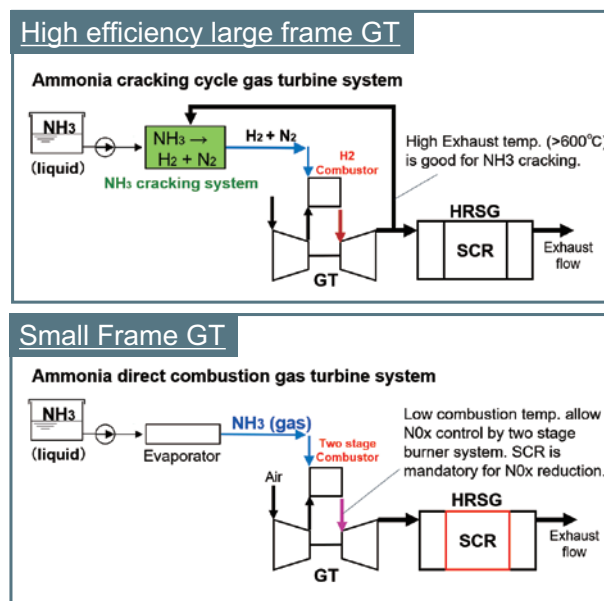 High efficiency large frame GT
Ammonia cracking cycle gas turbine system
NH3
(liquid)
NH3 →
H2 + N2
NH3 cracking system
H2 + N2
H2
Combustor
High Exhaust temp. (>600℃)
is good for NH3 cracking.
GT
HRSG
SCR
Exhaust
flow
Small Frame GT
Ammonia direct combustion gas turbine system
NH3
(liquid)
Evaporator
NH3 (gas)
Two stage
Combustor
Low combustion temp. allow
N0x control by two stage
burner system. SCR is
mandatory for N0x reduction.
Air
GT
HRSG
SCR
Exhaust
flow